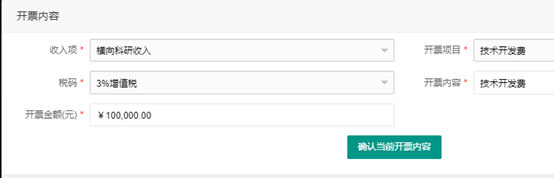 开票内容
收入项 * 横向科研收入 开票项目 * 技术开发费
税码 * 3%增值税 开票内容 * 技术开发费
开票金额(元) * ￥100,000.00
确认当前开票内容